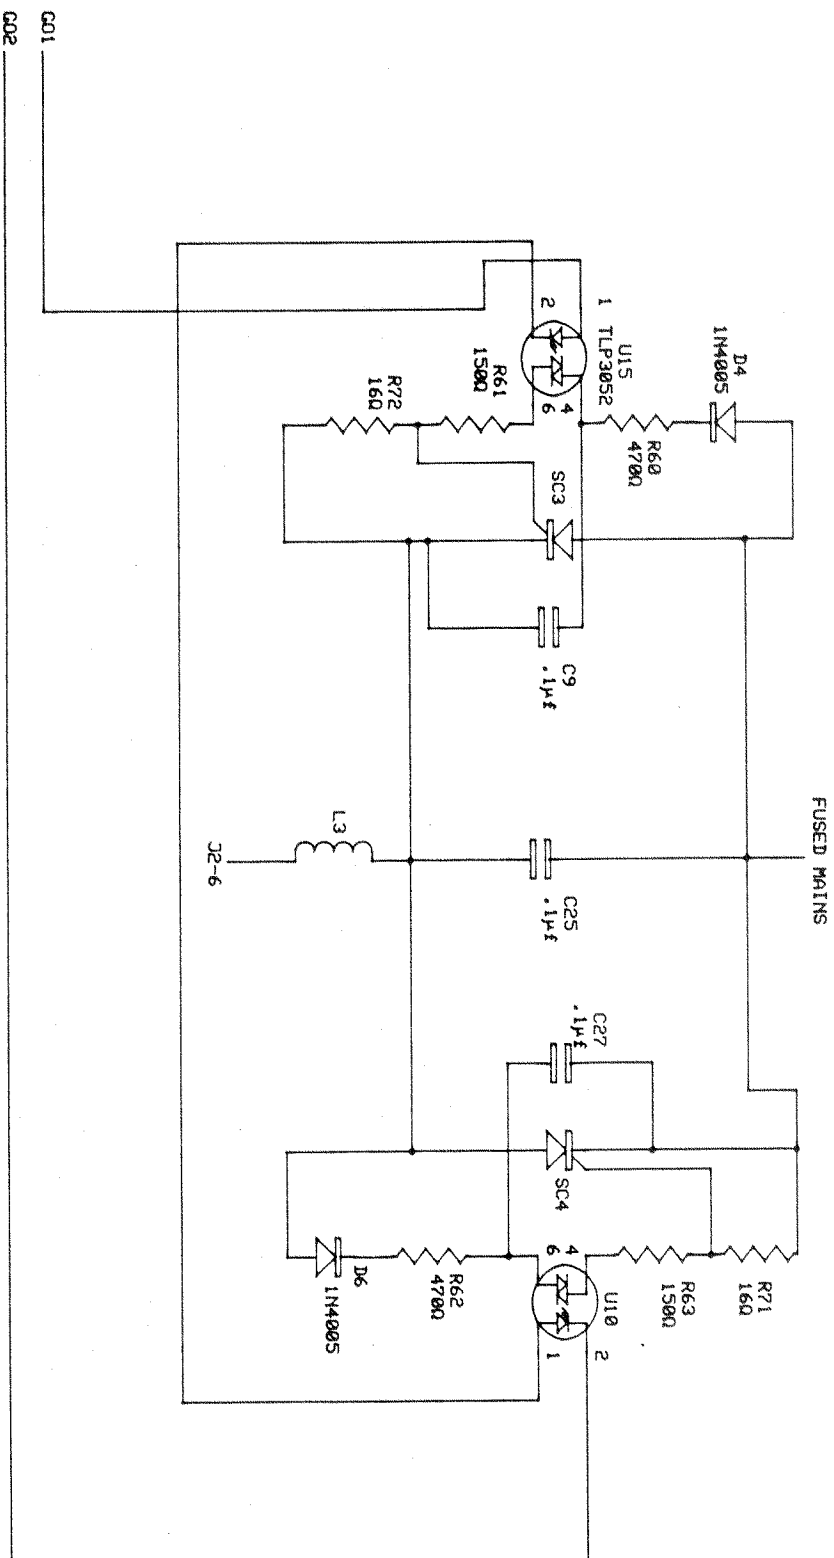 G01
G02
FUSED MAINS
D4
1N4005
R60
470Ω
U15
TLP3052
1
2
4
6
R61
150Ω
R72
16Ω
SC3
C9
.1µf
C25
.1µf
L3
J2-6
C27
.1µf
SC4
R71
16Ω
R63
150Ω
U10
4
6
2
1
R62
470Ω
D6
1N4005